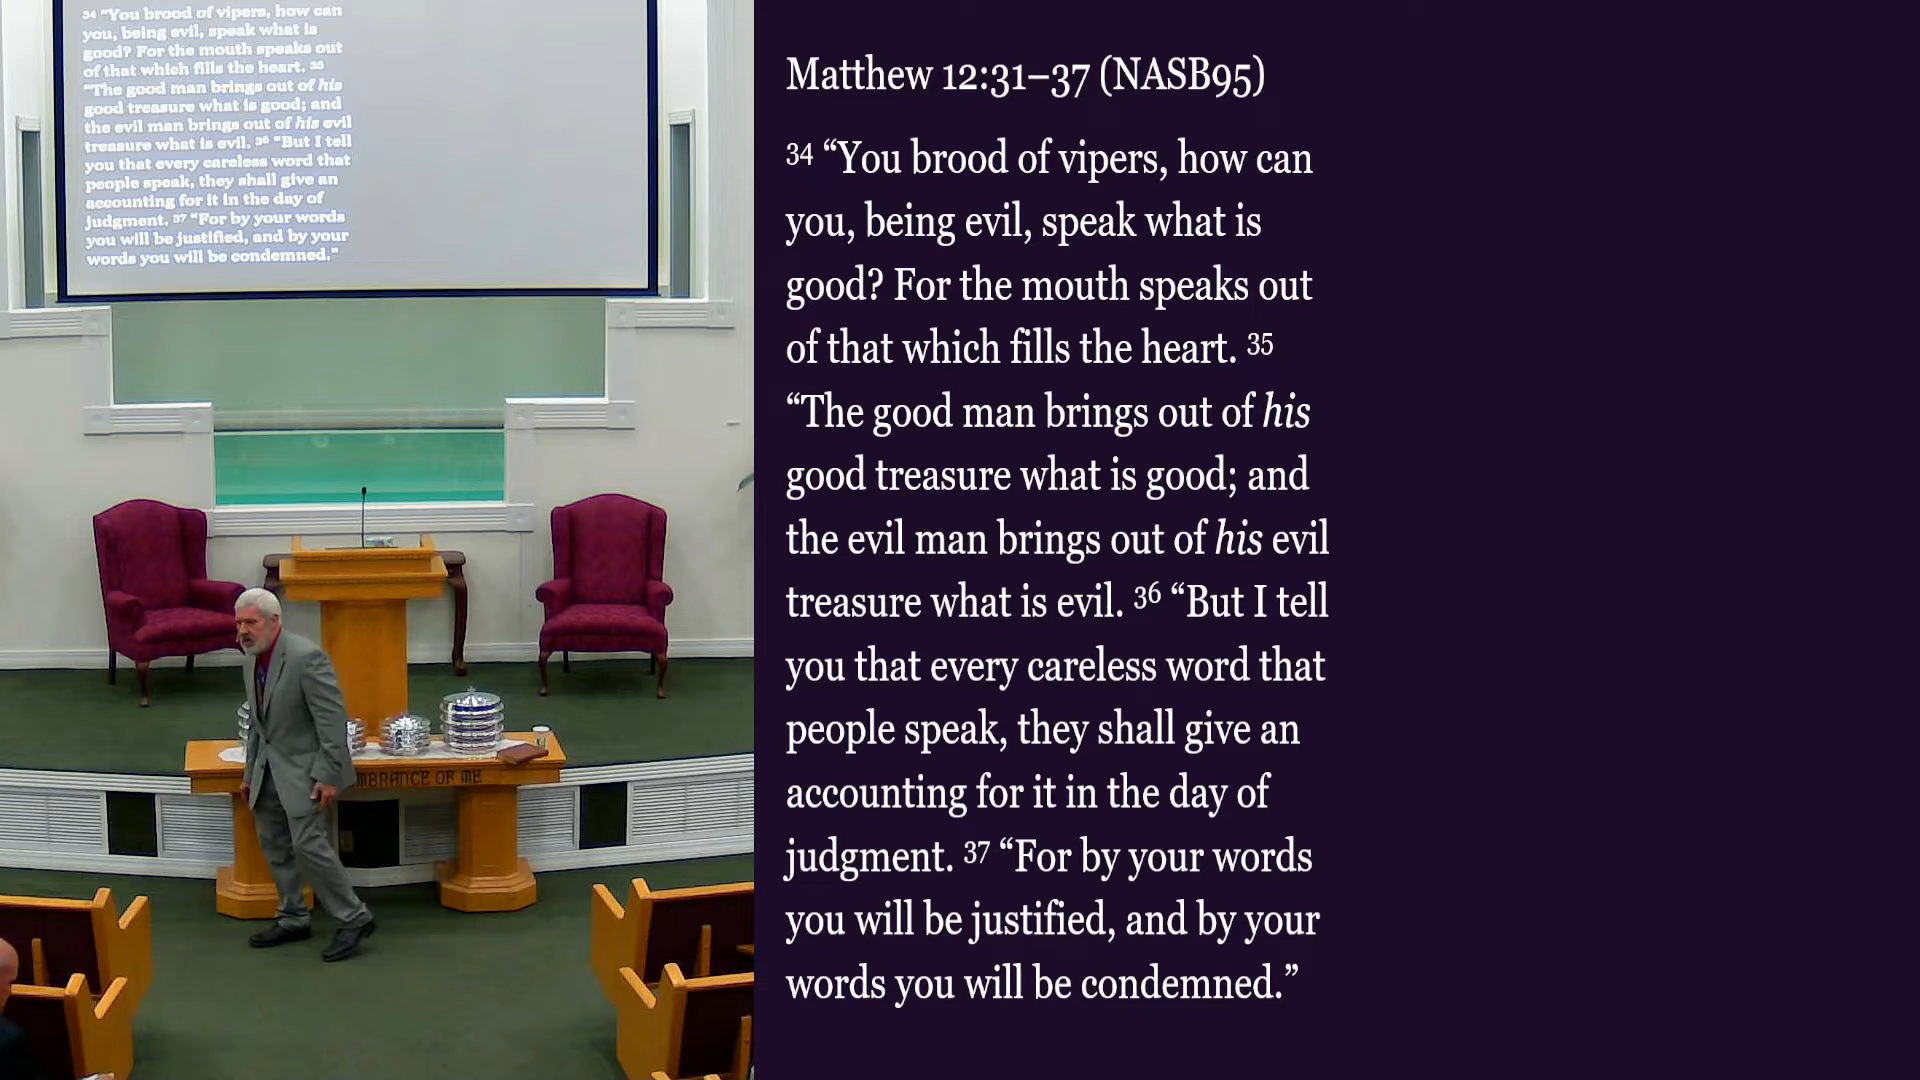 34 "You brood of vipers, how can
you, being evil, speak what is
good? For the mouth speaks out
of that which fills the heart. 35
"The good man brings out of his
good treasure what is good; and
the evil man brings out of his evil
treasure what is evil. 36 "But I tell
you that every careless word that
people speak, they shall give an
accounting for it in the day of
judgment. 37 "For by your words
you will be justified, and by your
words you will be condemned."
OF ME
Matthew 12:31–37 (NASB95)
34 “You brood of vipers, how can
you, being evil, speak what is
good? For the mouth speaks out
of that which fills the heart. 35
“The good man brings out of his
good treasure what is good; and
the evil man brings out of his evil
treasure what is evil. 36 “But I tell
you that every careless word that
people speak, they shall give an
accounting for it in the day of
judgment. 37 “For by your words
you will be justified, and by your
words you will be condemned.”